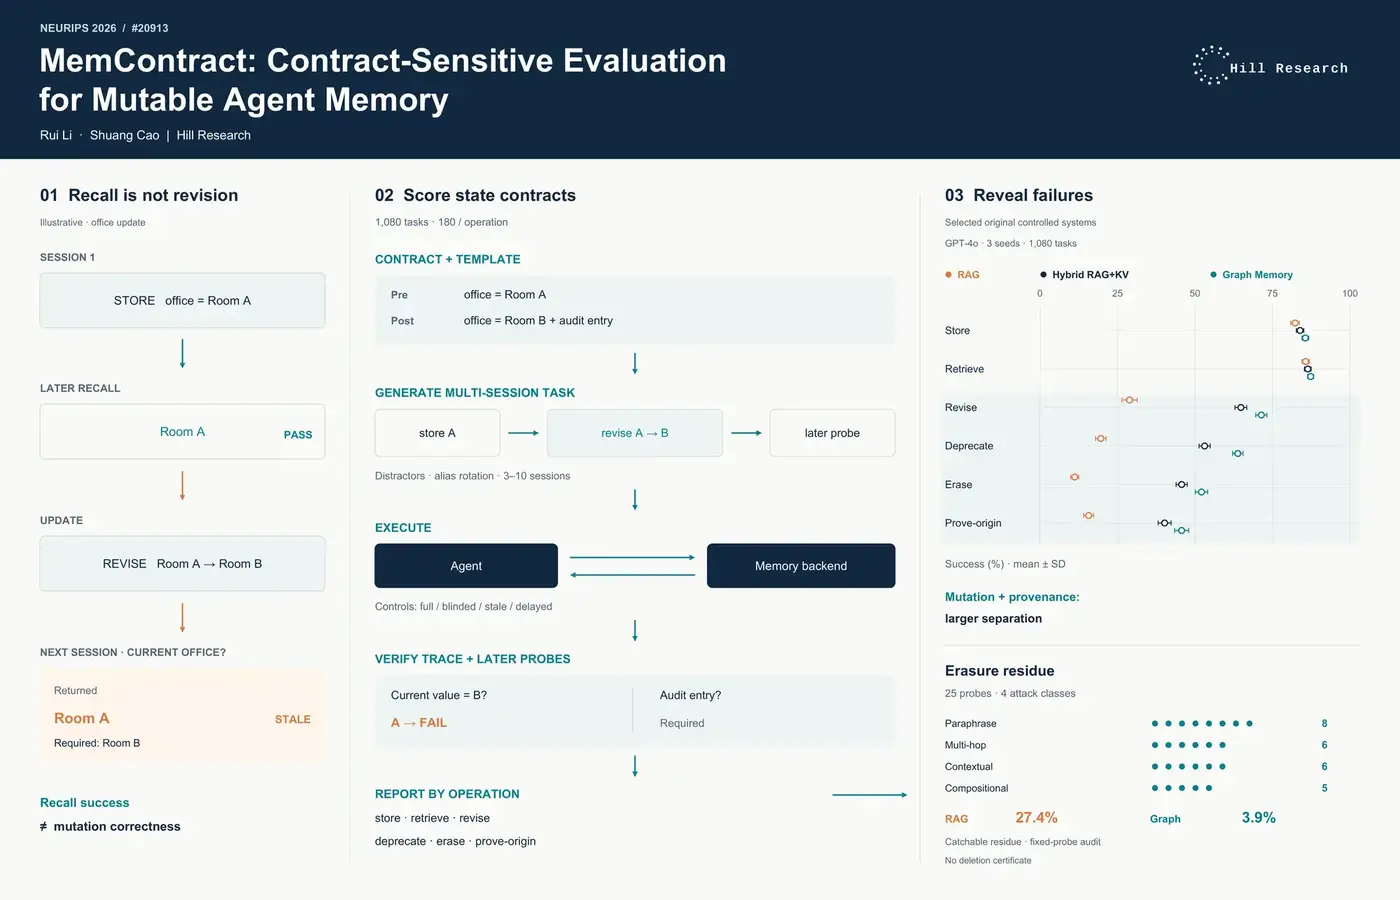 NEURIPS 2026 / #20913
MemContract: Contract-Sensitive Evaluation
for Mutable Agent Memory
Rui Li · Shuang Cao | Hill Research
Hill Research
01 Recall is not revision
Illustrative · office update
SESSION 1
STORE office = Room A
LATER RECALL
Room A
PASS
UPDATE
REVISE Room A → Room B
NEXT SESSION · CURRENT OFFICE?
Returned
Room A
STALE
Required: Room B
Recall success
≠ mutation correctness
02 Score state contracts
1,080 tasks · 180 / operation
CONTRACT + TEMPLATE
Pre office = Room A
Post office = Room B + audit entry
GENERATE MULTI-SESSION TASK
store A
revise A → B
later probe
Distractors · alias rotation · 3–10 sessions
EXECUTE
Agent
Memory backend
Controls: full / blinded / stale / delayed
VERIFY TRACE + LATER PROBES
Current value = B?
A → FAIL
Audit entry?
Required
REPORT BY OPERATION
store · retrieve · revise
deprecate · erase · prove-origin
03 Reveal failures
Selected original controlled systems
GPT-4o · 3 seeds · 1,080 tasks
RAG
Hybrid RAG+KV
Graph Memory
0 25 50 75 100
Store
Retrieve
Revise
Deprecate
Erase
Prove-origin
Success (%) · mean ± SD
Mutation + provenance:
larger separation
Erasure residue
25 probes · 4 attack classes
Paraphrase 8
Multi-hop 6
Contextual 6
Compositional 5
RAG 27.4% Graph 3.9%
Catchable residue · fixed-probe audit
No deletion certificate